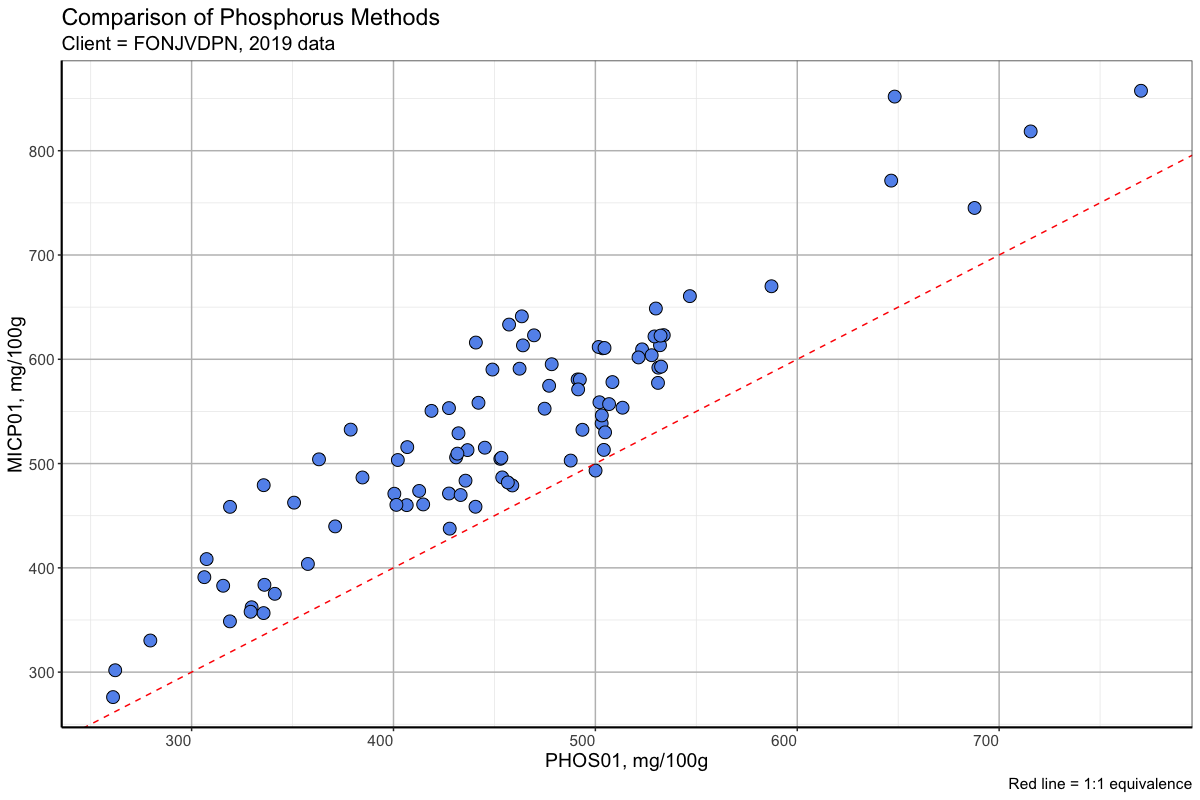 Comparison of Phosphorus Methods
Client = FONJVDPN, 2019 data
800
700
600
500
400
300
MICP01, mg/100g
300 400 500 600 700
PHOS01, mg/100g
Red line = 1:1 equivalence